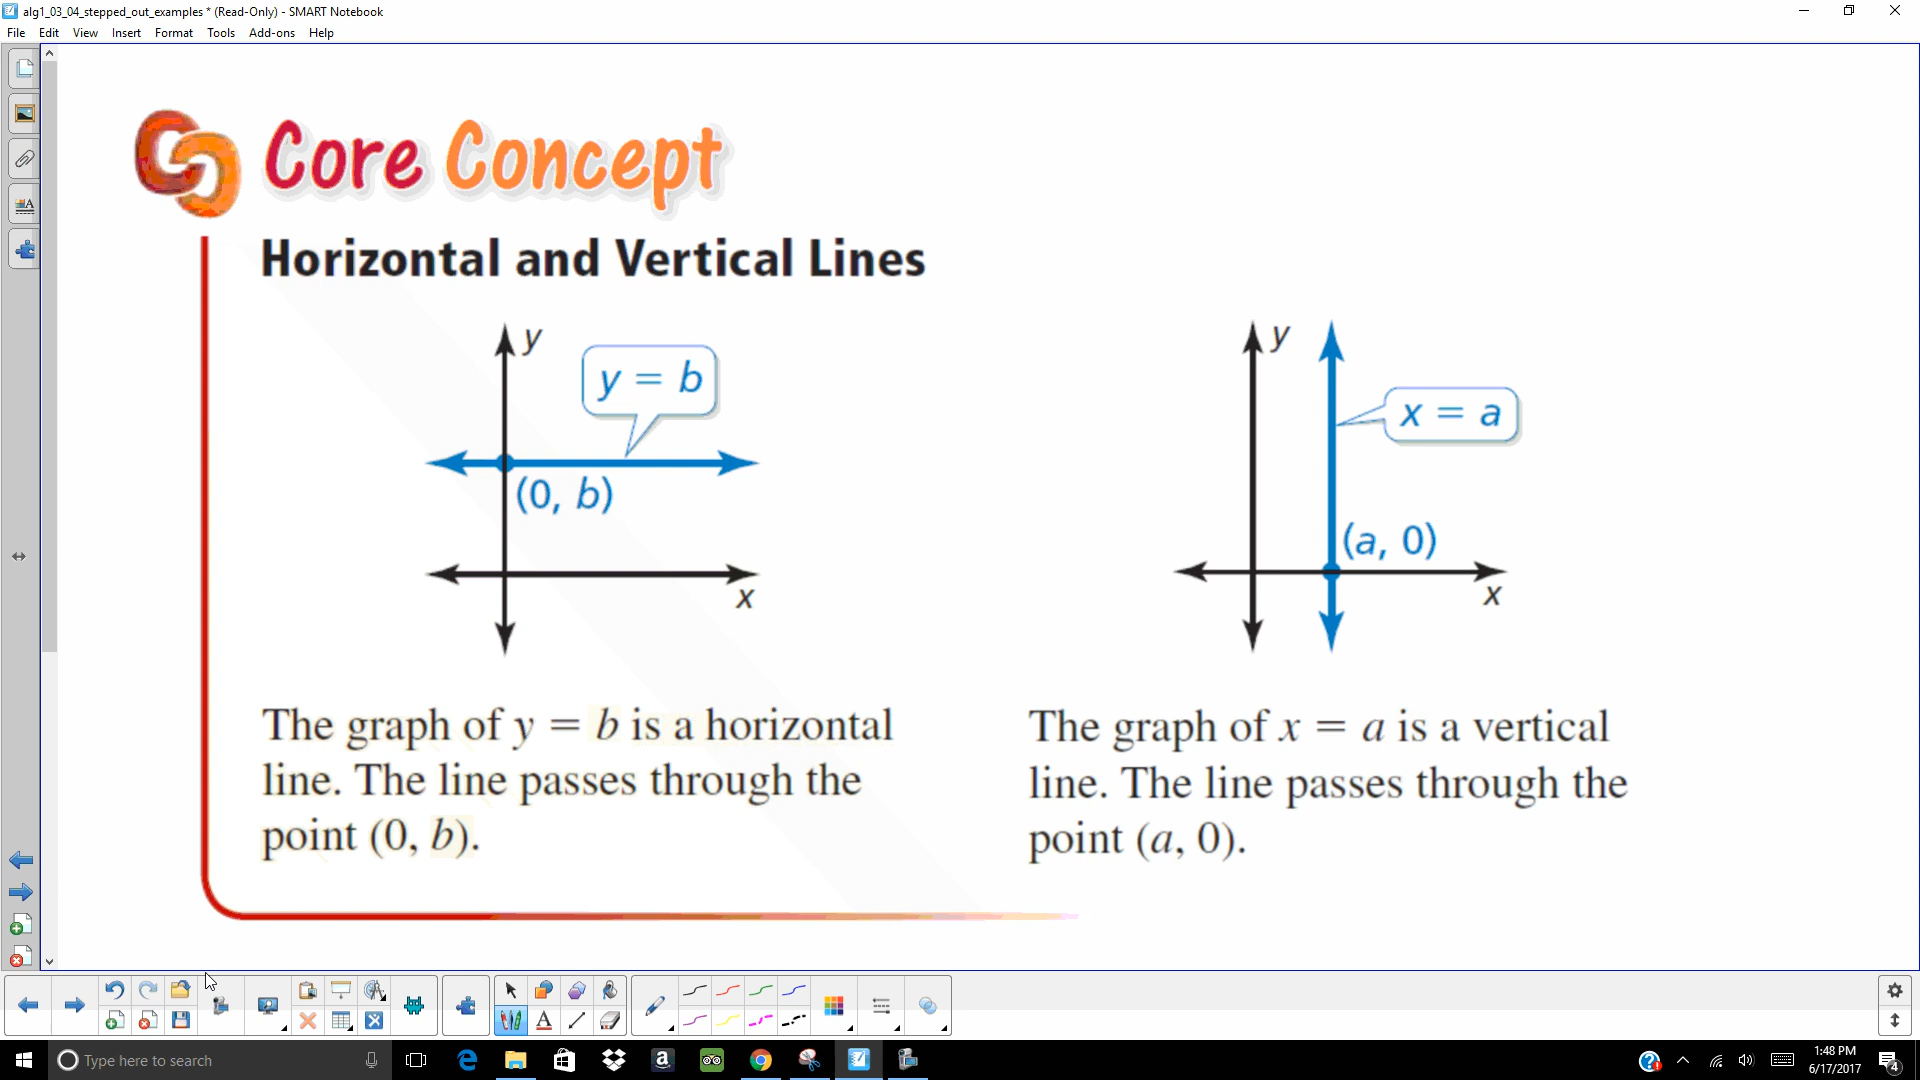 alg1_03_04_stepped_out_examples * (Read-Only) - SMART Notebook
File Edit View Insert Format Tools Add-ons Help
Core Concept
Horizontal and Vertical Lines
y
y = b
(0, b)
x
y
x = a
(a, 0)
x
The graph of y = b is a horizontal
line. The line passes through the
point (0, b).
The graph of x = a is a vertical
line. The line passes through the
point (a, 0).
Type here to search
1:48 PM
6/17/2017
4